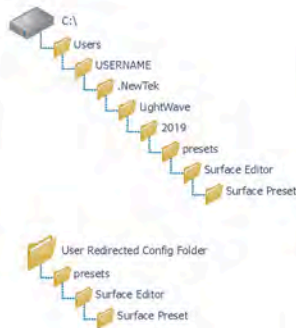 C:\
Users
USERNAME
.NewTek
LightWave
2019
presets
Surface Editor
Surface Preset
User Redirected Config Folder
presets
Surface Editor
Surface Preset